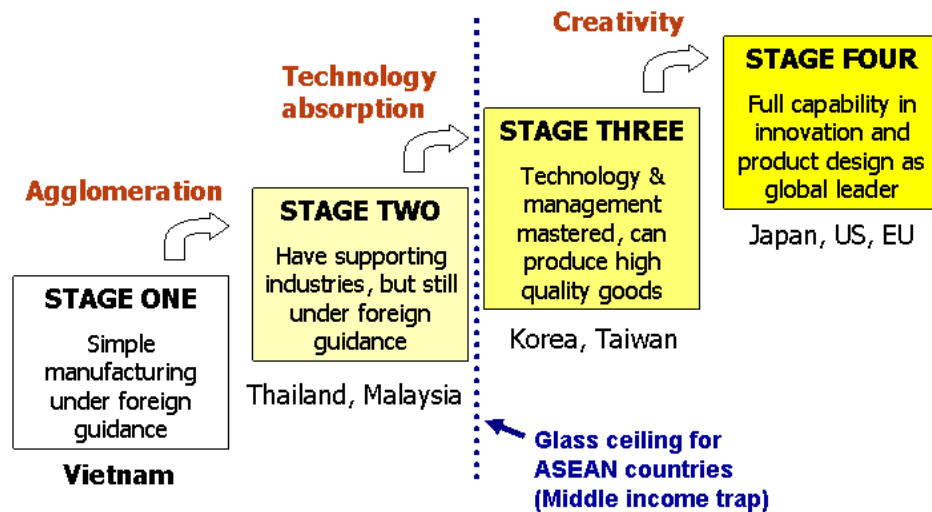 Creativity
STAGE FOUR
Full capability in
innovation and
product design as
global leader
Japan, US, EU
Technology
absorption
STAGE THREE
Technology &
management
mastered, can
produce high
quality goods
Korea, Taiwan
Agglomeration
STAGE TWO
Have supporting
industries, but still
under foreign
guidance
Thailand, Malaysia
STAGE ONE
Simple
manufacturing
under foreign
guidance
Vietnam
Glass ceiling for
ASEAN countries
(Middle income trap)